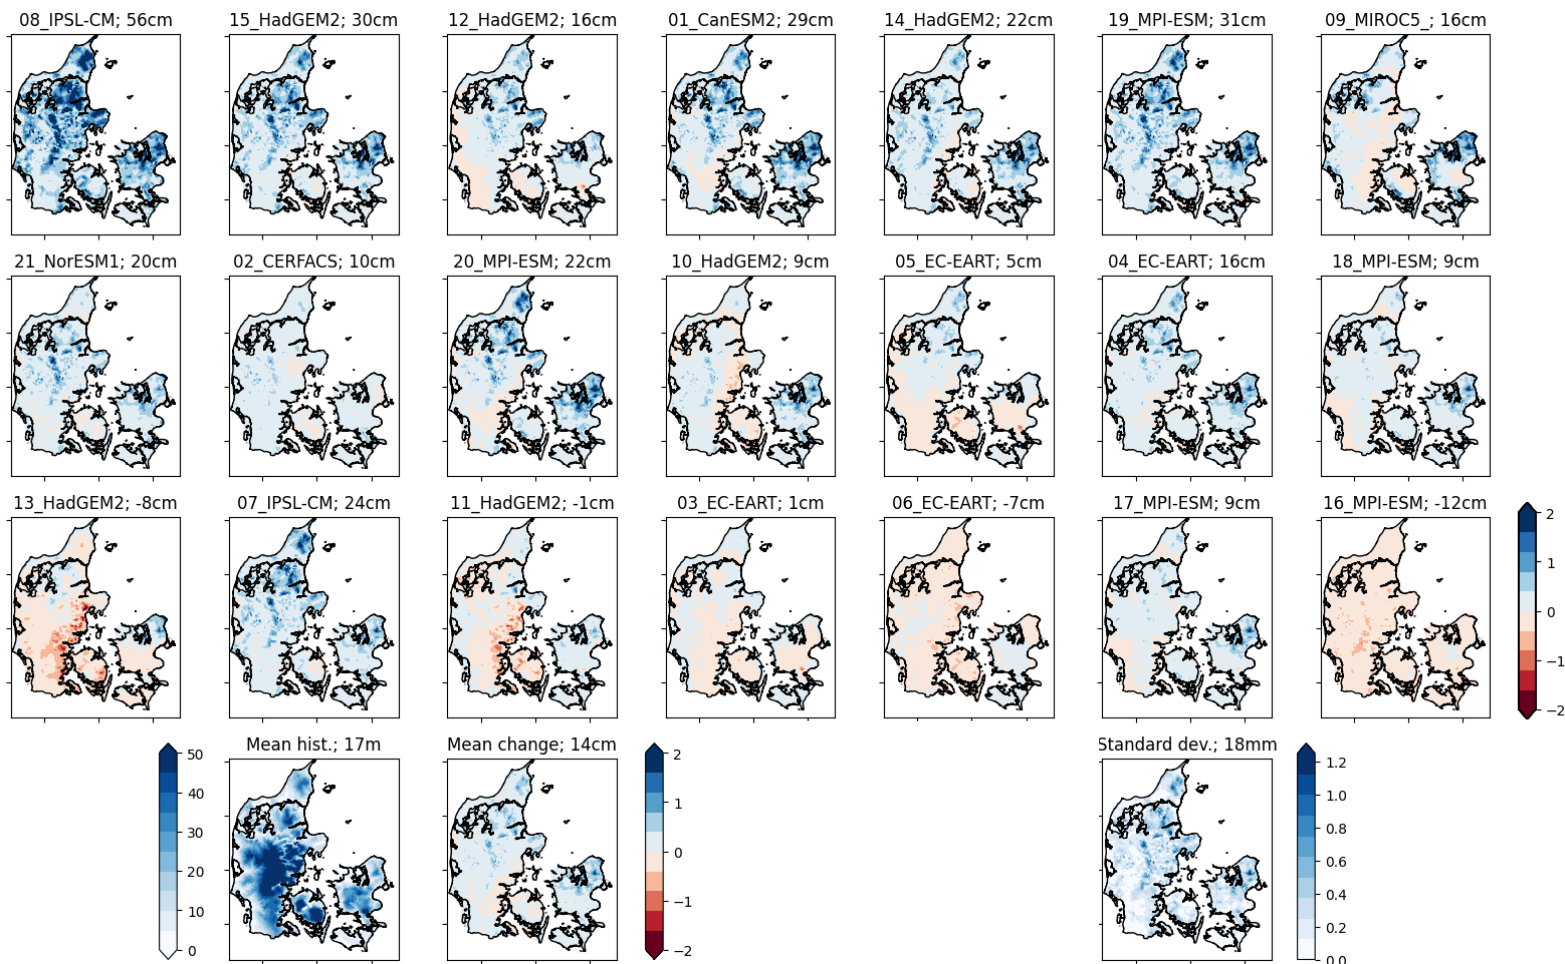 08_IPSL-CM; 56cm
15_HadGEM2; 30cm
12_HadGEM2; 16cm
01_CanESM2; 29cm
14_HadGEM2; 22cm
19_MPI-ESM; 31cm
09_MIROC5_; 16cm
21_NorESM1; 20cm
02_CERFACS; 10cm
20_MPI-ESM; 22cm
10_HadGEM2; 9cm
05_EC-EART; 5cm
04_EC-EART; 16cm
18_MPI-ESM; 9cm
13_HadGEM2; -8cm
07_IPSL-CM; 24cm
11_HadGEM2; -1cm
03_EC-EART; 1cm
06_EC-EART; -7cm
17_MPI-ESM; 9cm
16_MPI-ESM; -12cm
2
1
0
−1
−2
50
40
30
20
10
0
Mean hist.; 17m
Mean change; 14cm
2
1
0
−1
−2
Standard dev.; 18mm
1.2
1.0
0.8
0.6
0.4
0.2
0.0